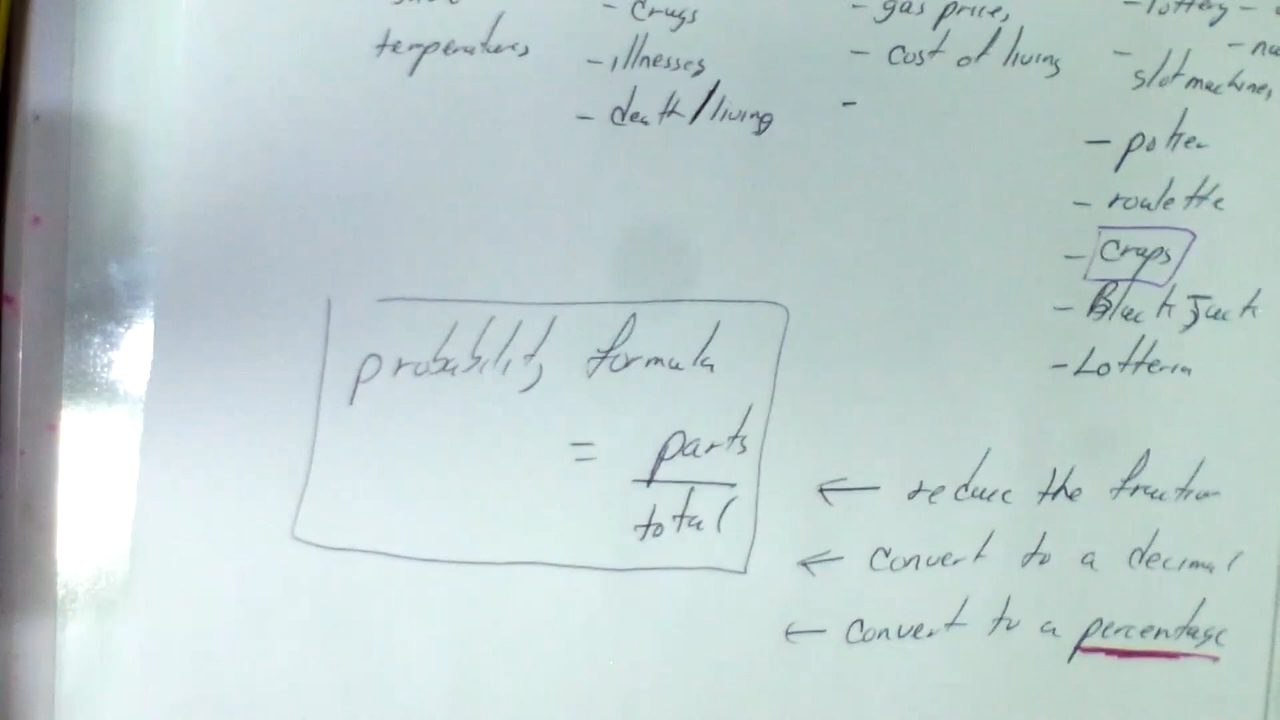 temperatures
- illnesses
- death/living
- gas prices
- cost of living
- lottery -
- slot machines
- poker
- roulette
- Craps
- Black Jack
- Lotteria
probability formula
= parts
total
← reduce the fraction
← convert to a decimal
← convert to a percentage